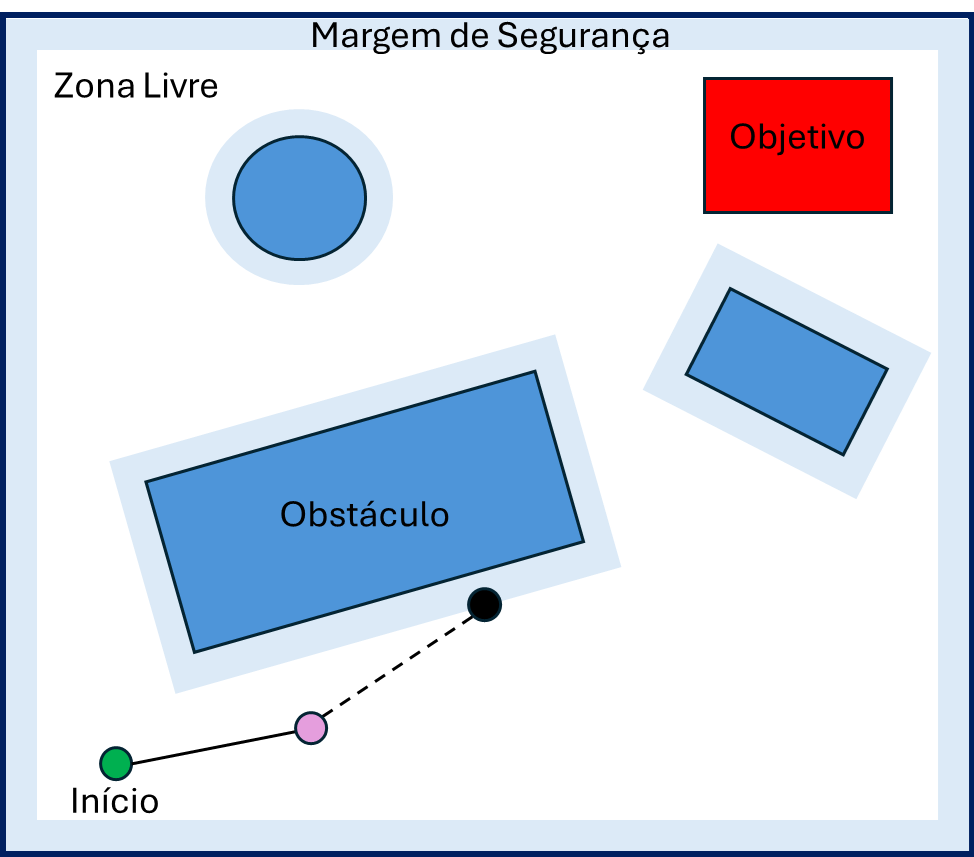 Margem de Segurança
Zona Livre
Objetivo
Obstáculo
Início